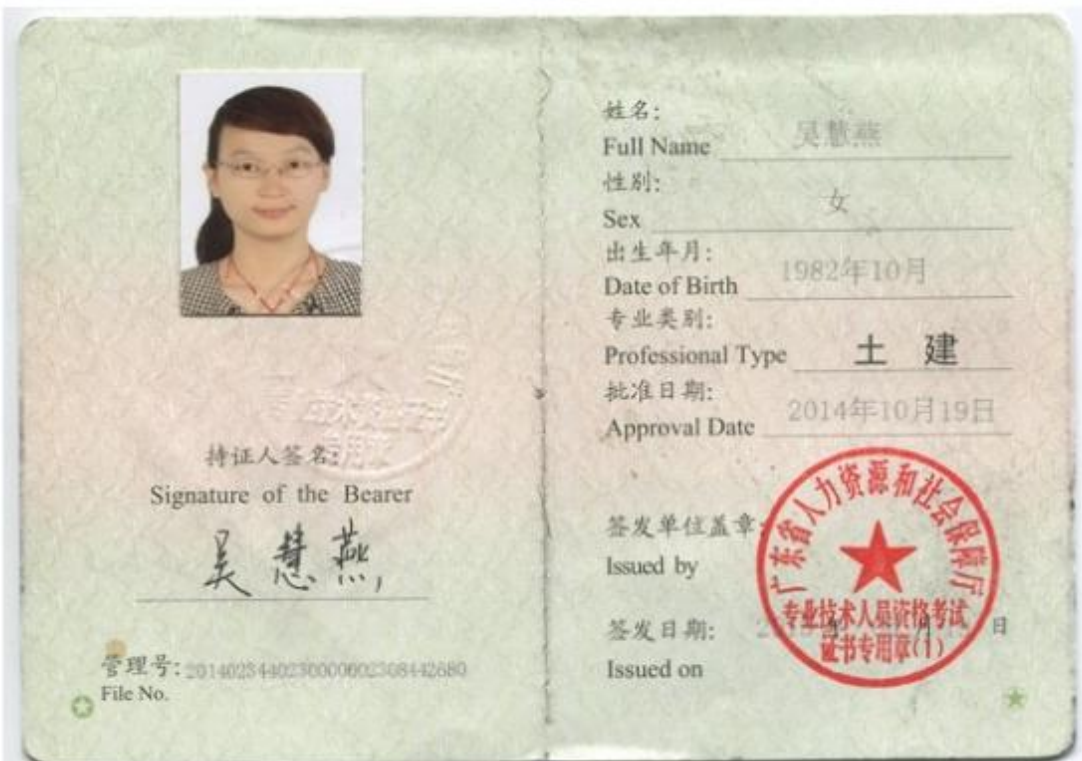 持证人签名:
Signature of the Bearer
吴慧燕
管理号:
File No.
姓名: 吴慧燕
Full Name
性别: 女
Sex
出生年月: 1982年10月
Date of Birth
专业类别:
Professional Type 土 建
批准日期: 2014年10月19日
Approval Date
签发单位盖章:
Issued by
广东省人力资源和社会保障厅
专业技术人员资格考试
证书专用章(1)
签发日期: 月 日
Issued on